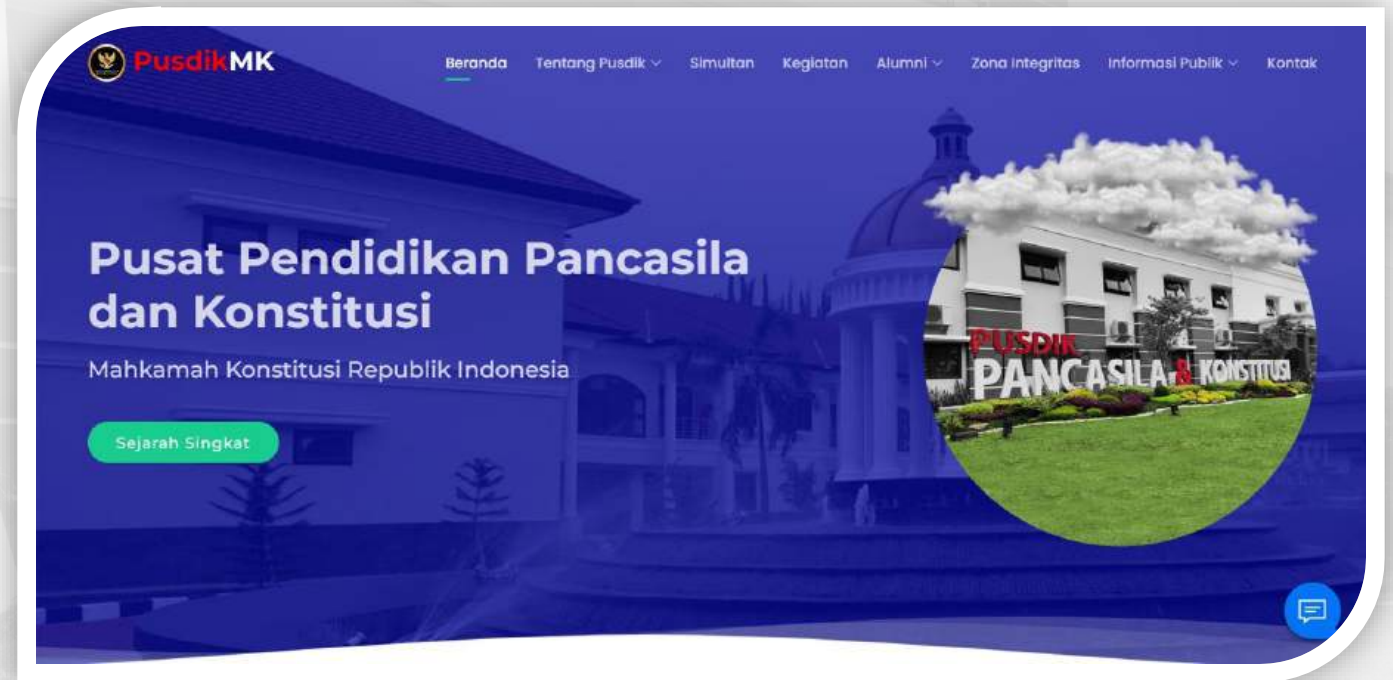 PusdikMK
Beranda Tentang Pusdik Simultan Kegiatan Alumni Zona Integritas Informasi Publik Kontak
Pusat Pendidikan Pancasila
dan Konstitusi
Mahkamah Konstitusi Republik Indonesia
Sejarah Singkat
PUSDIK
PANCASILA & KONSTITUSI